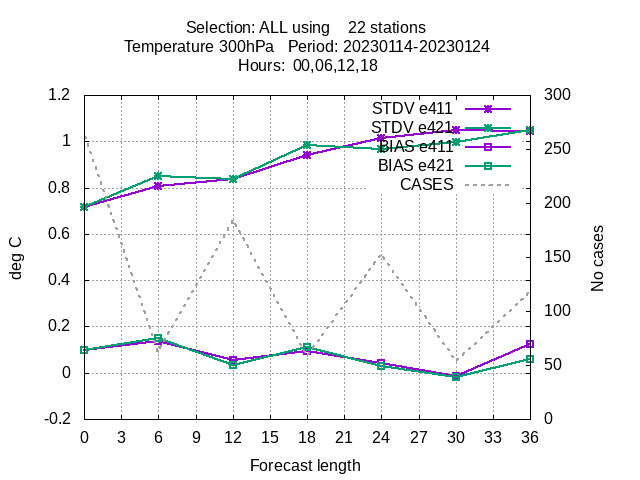 Selection: ALL using    22 stations
Temperature 300hPa   Period: 20230114-20230124
Hours:  00,06,12,18
STDV e411
STDV e421
BIAS e411
BIAS e421
CASES
1.2
1
0.8
0.6
0.4
0.2
0
-0.2
deg C
300
250
200
150
100
50
0
No cases
0 3 6 9 12 15 18 21 24 27 30 33 36
Forecast length